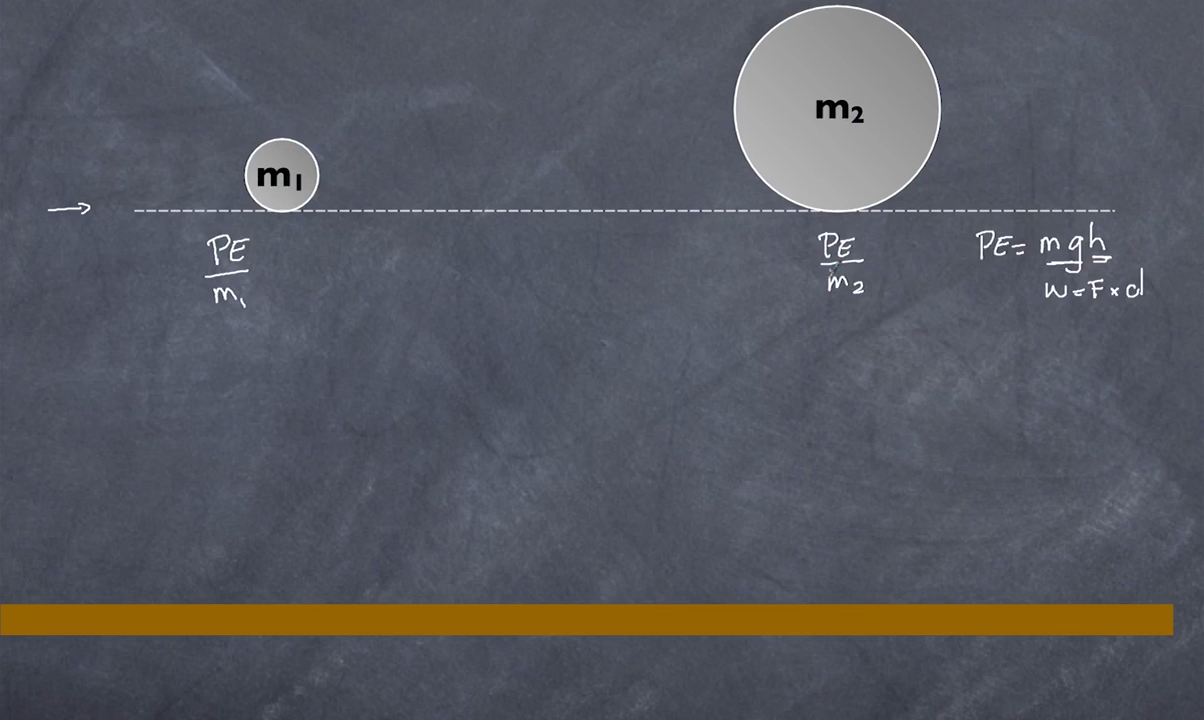 m₂
m₁
PE/m₁
PE/m₂
PE= mgh
W=F×d